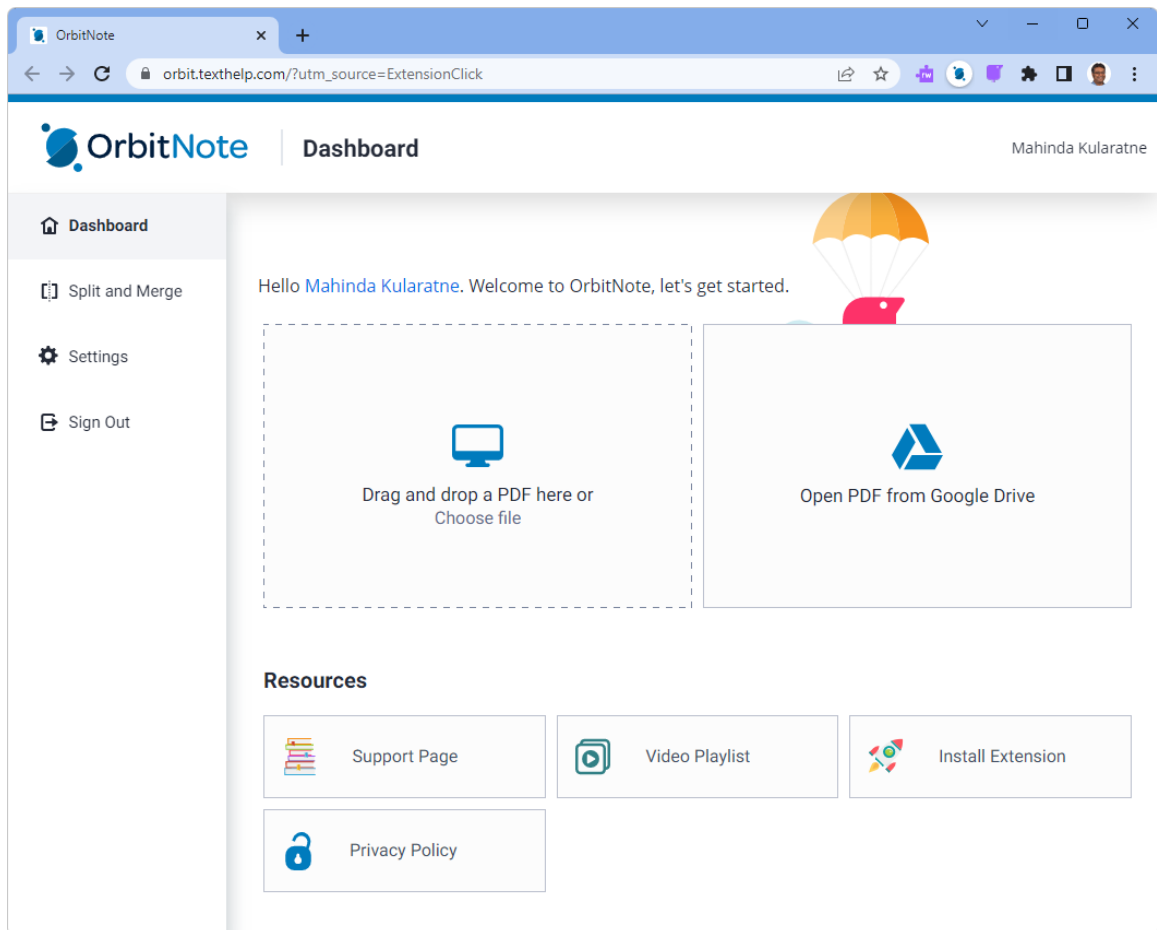 OrbitNote
orbit.texthelp.com/?utm_source=ExtensionClick
rw
OrbitNote
Dashboard
Mahinda Kularatne
Dashboard
Split and Merge
Settings
Sign Out
Hello Mahinda Kularatne. Welcome to OrbitNote, let's get started.
Drag and drop a PDF here or
Choose file
Open PDF from Google Drive
Resources
Support Page
Video Playlist
Install Extension
Privacy Policy